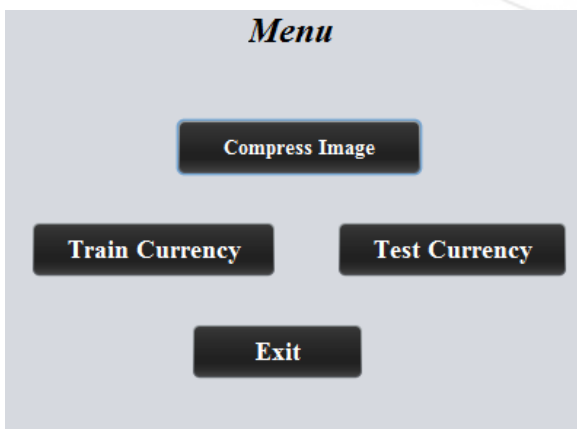 Menu
Compress Image
Train Currency
Test Currency
Exit